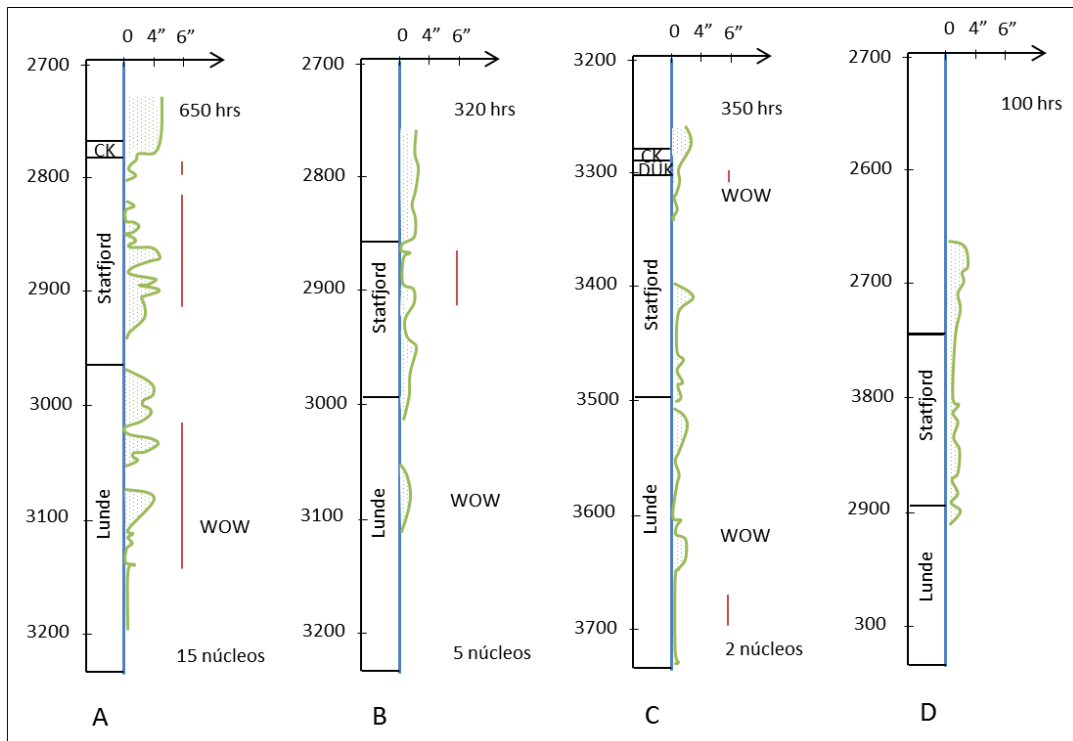 0 4” 6”
2700
650 hrs
CK
2800
Statfjord
2900
3000
Lunde
3100
WOW
3200
15 núcleos
A
0 4” 6”
2700
320 hrs
2800
Statfjord
2900
3000
Lunde
3100
WOW
3200
5 núcleos
B
0 4” 6”
3200
350 hrs
CK
DUK
3300
WOW
Statfjord
3400
3500
Lunde
3600
WOW
3700
2 núcleos
C
0 4” 6”
2700
100 hrs
2600
2700
Statfjord
3800
2900
Lunde
300
D